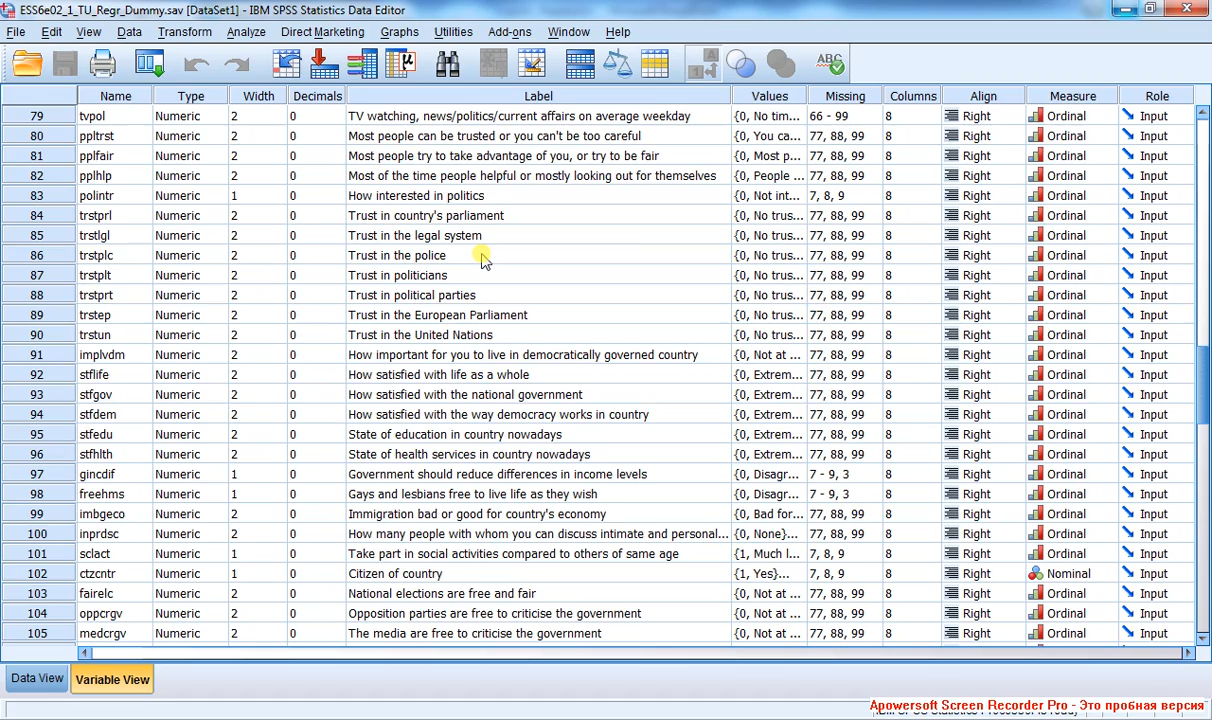 ESS6e02_1_TU_Regr_Dummy.sav [DataSet1] - IBM SPSS Statistics Data Editor
File Edit View Data Transform Analyze Direct Marketing Graphs Utilities Add-ons Window Help
Name Type Width Decimals Label Values Missing Columns Align Measure Role
79 tvpol Numeric 2 0 TV watching, news/politics/current affairs on average weekday {0, No tim... 66 - 99 8 Right Ordinal Input
80 ppltrst Numeric 2 0 Most people can be trusted or you can't be too careful {0, You ca... 77, 88, 99 8 Right Ordinal Input
81 pplfair Numeric 2 0 Most people try to take advantage of you, or try to be fair {0, Most p... 77, 88, 99 8 Right Ordinal Input
82 pplhlp Numeric 2 0 Most of the time people helpful or mostly looking out for themselves {0, People ... 77, 88, 99 8 Right Ordinal Input
83 polintr Numeric 1 0 How interested in politics {0, Not int... 7, 8, 9 8 Right Ordinal Input
84 trstprl Numeric 2 0 Trust in country's parliament {0, No trus... 77, 88, 99 8 Right Ordinal Input
85 trstlgl Numeric 2 0 Trust in the legal system {0, No trus... 77, 88, 99 8 Right Ordinal Input
86 trstplc Numeric 2 0 Trust in the police {0, No trus... 77, 88, 99 8 Right Ordinal Input
87 trstplt Numeric 2 0 Trust in politicians {0, No trus... 77, 88, 99 8 Right Ordinal Input
88 trstprt Numeric 2 0 Trust in political parties {0, No trus... 77, 88, 99 8 Right Ordinal Input
89 trstep Numeric 2 0 Trust in the European Parliament {0, No trus... 77, 88, 99 8 Right Ordinal Input
90 trstun Numeric 2 0 Trust in the United Nations {0, No trus... 77, 88, 99 8 Right Ordinal Input
91 implvdm Numeric 2 0 How important for you to live in democratically governed country {0, Not at ... 77, 88, 99 8 Right Ordinal Input
92 stflife Numeric 2 0 How satisfied with life as a whole {0, Extrem... 77, 88, 99 8 Right Ordinal Input
93 stfgov Numeric 2 0 How satisfied with the national government {0, Extrem... 77, 88, 99 8 Right Ordinal Input
94 stfdem Numeric 2 0 How satisfied with the way democracy works in country {0, Extrem... 77, 88, 99 8 Right Ordinal Input
95 stfedu Numeric 2 0 State of education in country nowadays {0, Extrem... 77, 88, 99 8 Right Ordinal Input
96 stfhlth Numeric 2 0 State of health services in country nowadays {0, Extrem... 77, 88, 99 8 Right Ordinal Input
97 gincdif Numeric 1 0 Government should reduce differences in income levels {0, Disagr... 7 - 9, 3 8 Right Ordinal Input
98 freehms Numeric 1 0 Gays and lesbians free to live life as they wish {0, Disagr... 7 - 9, 3 8 Right Ordinal Input
99 imbgeco Numeric 2 0 Immigration bad or good for country's economy {0, Bad for... 77, 88, 99 8 Right Ordinal Input
100 inprdsc Numeric 2 0 How many people with whom you can discuss intimate and personal... {0, None}... 77, 88, 99 8 Right Ordinal Input
101 sclact Numeric 1 0 Take part in social activities compared to others of same age {1, Much l... 7, 8, 9 8 Right Ordinal Input
102 ctzcntr Numeric 1 0 Citizen of country {1, Yes}... 7, 8, 9 8 Right Nominal Input
103 fairelc Numeric 2 0 National elections are free and fair {0, Not at ... 77, 88, 99 8 Right Ordinal Input
104 oppcrgv Numeric 2 0 Opposition parties are free to criticise the government {0, Not at ... 77, 88, 99 8 Right Ordinal Input
105 medcrgv Numeric 2 0 The media are free to criticise the government {0, Not at ... 77, 88, 99 8 Right Ordinal Input
Data View Variable View
Apowersoft Screen Recorder Pro - Это пробная версия